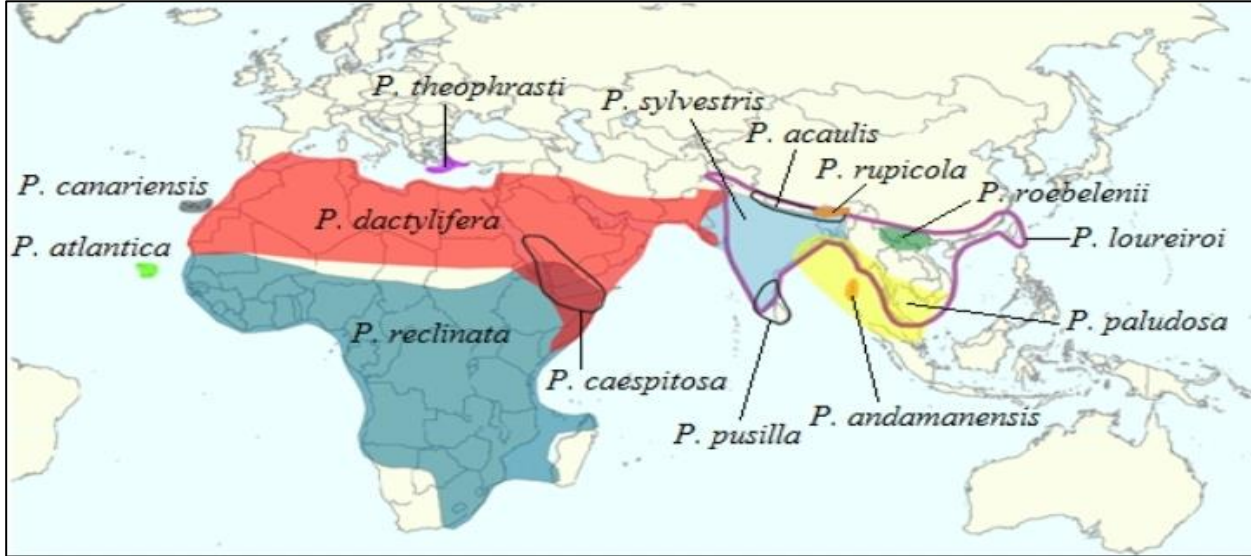 P. theophrasti
P. sylvestris
P. acaulis
P. rupicola
P. canariensis
P. roebelenii
P. dactylifera
P. atlantica
P. loureiroi
P. reclinata
P. paludosa
P. caespitosa
P. andamanensis
P. pusilla